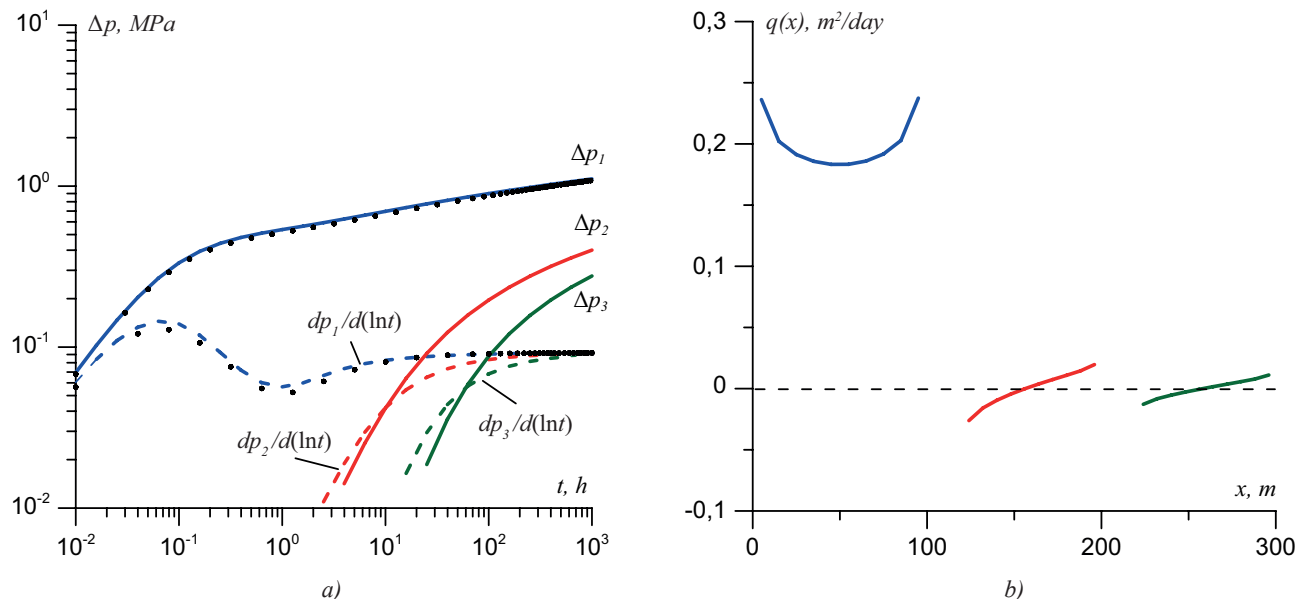 Δp, MPa
10¹
10⁰
10⁻¹
10⁻²
Δp₁
Δp₂
Δp₃
dp₁/d(lnt)
dp₂/d(lnt)
dp₃/d(lnt)
t, h
10⁻² 10⁻¹ 10⁰ 10¹ 10² 10³
a)
q(x), m²/day
0,3
0,2
0,1
0
-0,1
x, m
0 100 200 300
b)